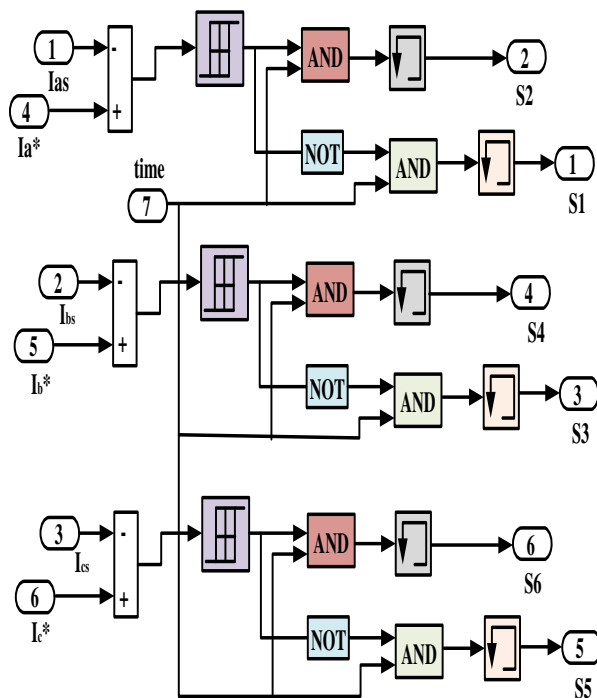 1
-
AND
2
Ias
S2
4
+
Ia*
NOT
AND
1
time
S1
7
2
-
AND
4
Ibs
S4
5
+
Ib*
NOT
AND
3
S3
3
-
AND
6
Ics
S6
6
+
Ic*
NOT
AND
5
S5